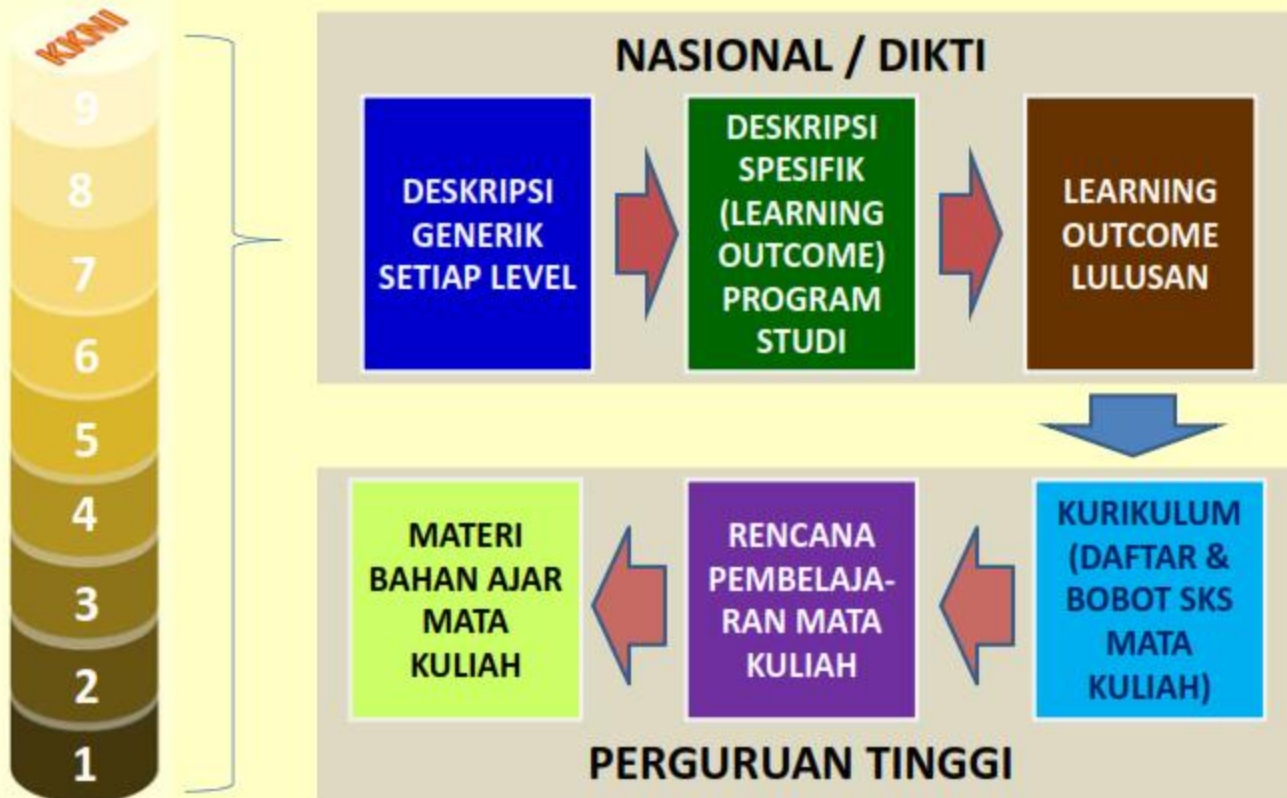 KKNI
9
8
7
6
5
4
3
2
1
NASIONAL / DIKTI
DESKRIPSI
GENERIK
SETIAP LEVEL
DESKRIPSI
SPESIFIK
(LEARNING
OUTCOME)
PROGRAM
STUDI
LEARNING
OUTCOME
LULUSAN
KURIKULUM
(DAFTAR &
BOBOT SKS
MATA
KULIAH)
RENCANA
PEMBELAJA-
RAN MATA
KULIAH
MATERI
BAHAN AJAR
MATA
KULIAH
PERGURUAN TINGGI